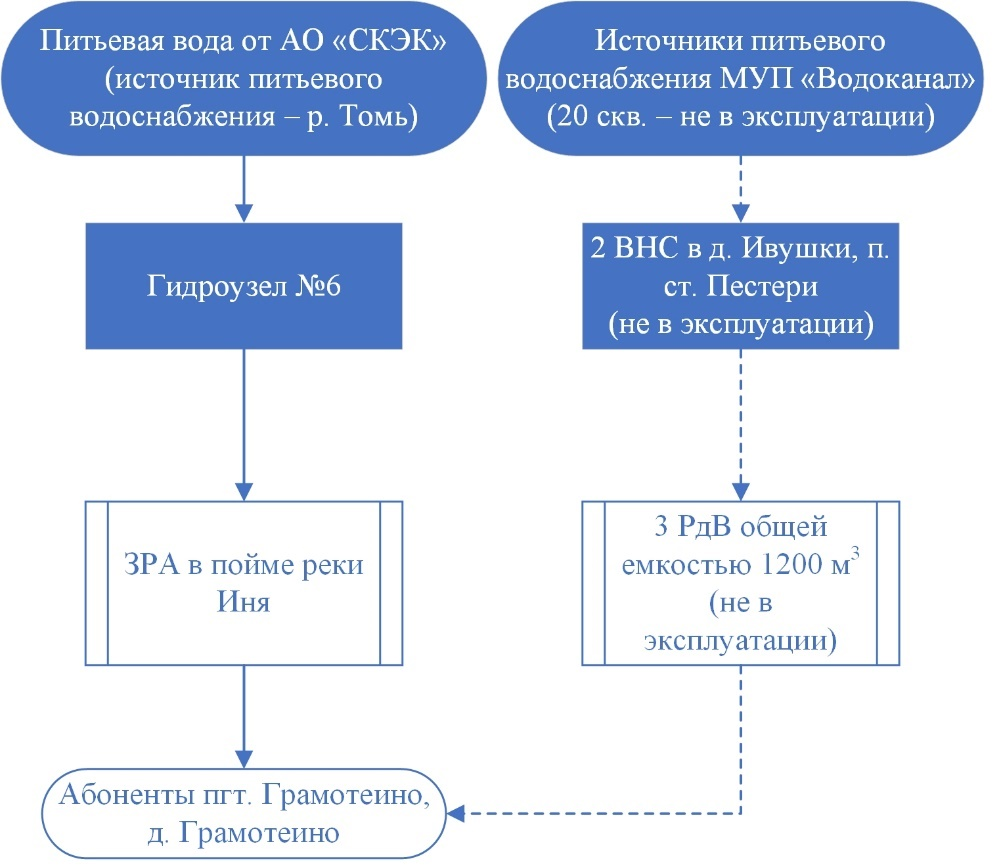 Питьевая вода от АО «СКЭК»
(источник питьевого
водоснабжения – р. Томь)
Гидроузел №6
ЗРА в пойме реки
Иня
Абоненты пгт. Грамотеино,
д. Грамотеино
Источники питьевого
водоснабжения МУП «Водоканал»
(20 скв. – не в эксплуатации)
2 ВНС в д. Ивушки, п.
ст. Пестери
(не в эксплуатации)
3 РдВ общей
емкостью 1200 м³
(не в
эксплуатации)